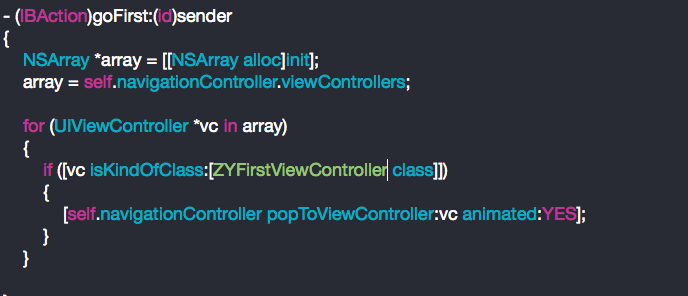 - (IBAction)goFirst:(id)sender
{
NSArray *array = [[NSArray alloc]init];
array = self.navigationController.viewControllers;
for (UIViewController *vc in array)
{
if ([vc isKindOfClass:[ZYFirstViewController class]])
{
[self.navigationController popToViewController:vc animated:YES];
}
}